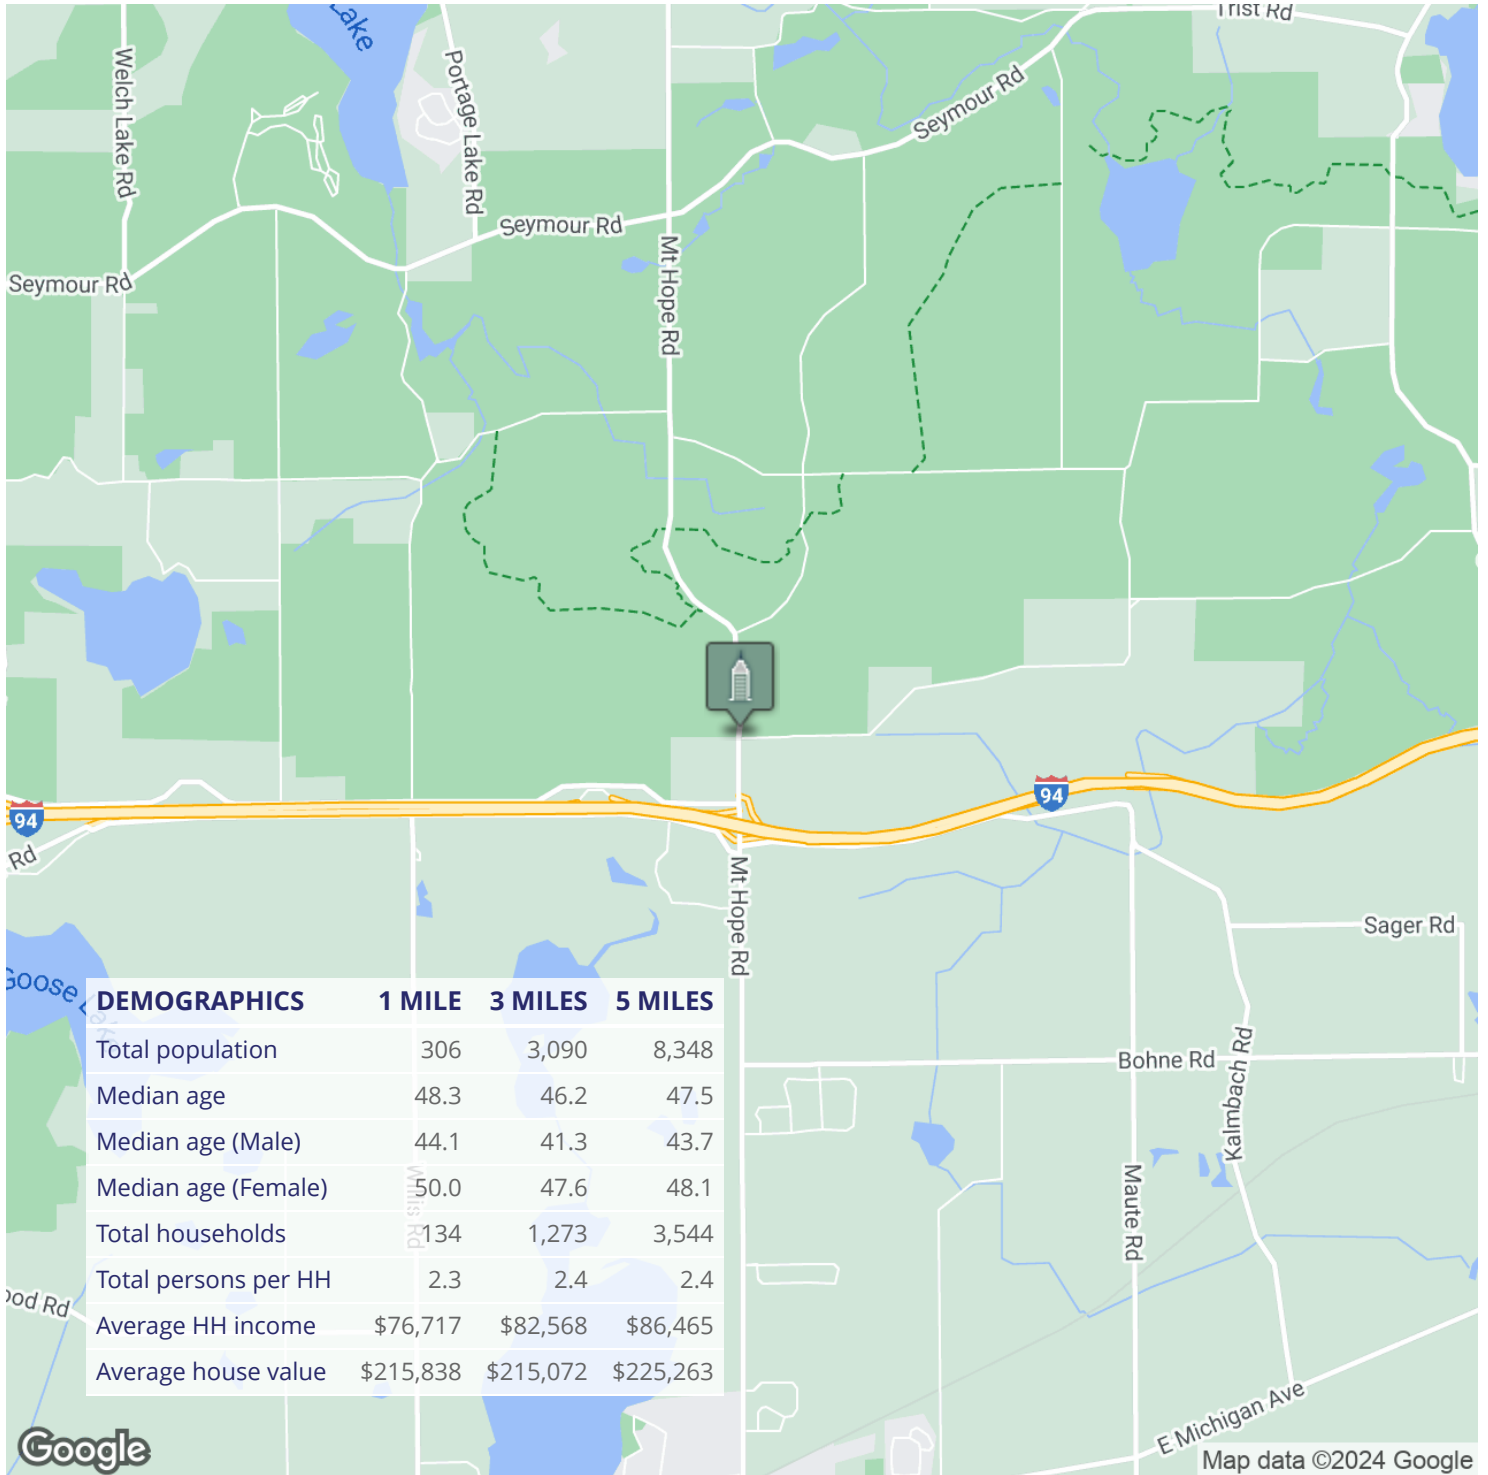 Lake
Trist Rd
Welch Lake Rd
Portage Lake Rd
Seymour Rd
Seymour Rd
Seymour Rd
Mt Hope Rd
94
94
Rd
Mt Hope Rd
Sager Rd
Goose Lake
DEMOGRAPHICS 1 MILE 3 MILES 5 MILES
Total population 306 3,090 8,348
Median age 48.3 46.2 47.5
Median age (Male) 44.1 41.3 43.7
Median age (Female) 50.0 47.6 48.1
Total households 134 1,273 3,544
Total persons per HH 2.3 2.4 2.4
Average HH income $76,717 $82,568 $86,465
Average house value $215,838 $215,072 $225,263
Willis Rd
Bohne Rd
Kalmbach Rd
Maute Rd
ood Rd
E Michigan Ave
Google
Map data ©2024 Google